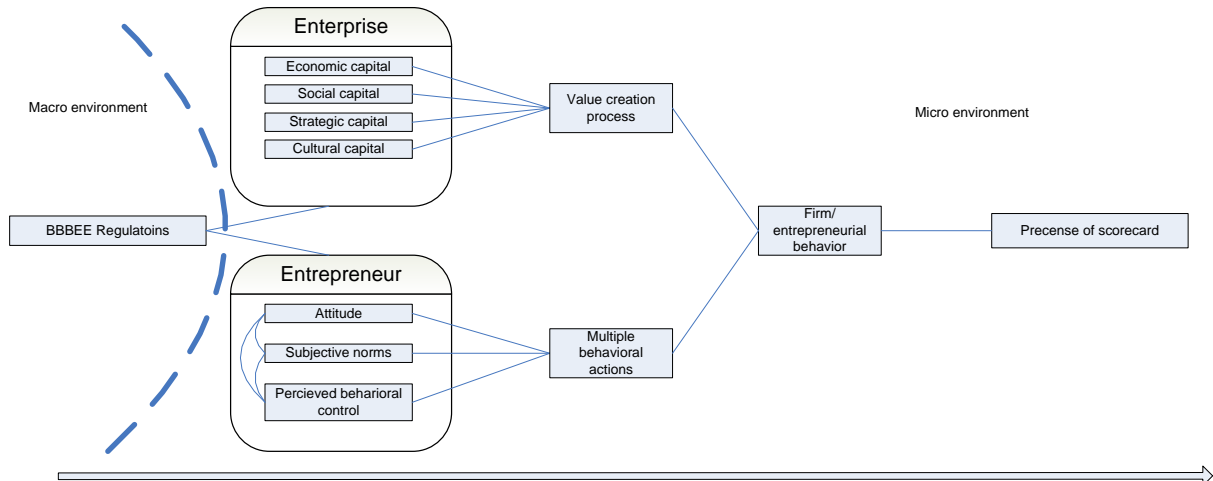 Enterprise
Economic capital
Social capital
Strategic capital
Cultural capital
Macro environment
Value creation
process
Micro environment
BBBEE Regulatoins
Firm/
entrepreneurial
behavior
Precense of scorecard
Entrepreneur
Attitude
Subjective norms
Percieved beharioral
control
Multiple
behavioral
actions